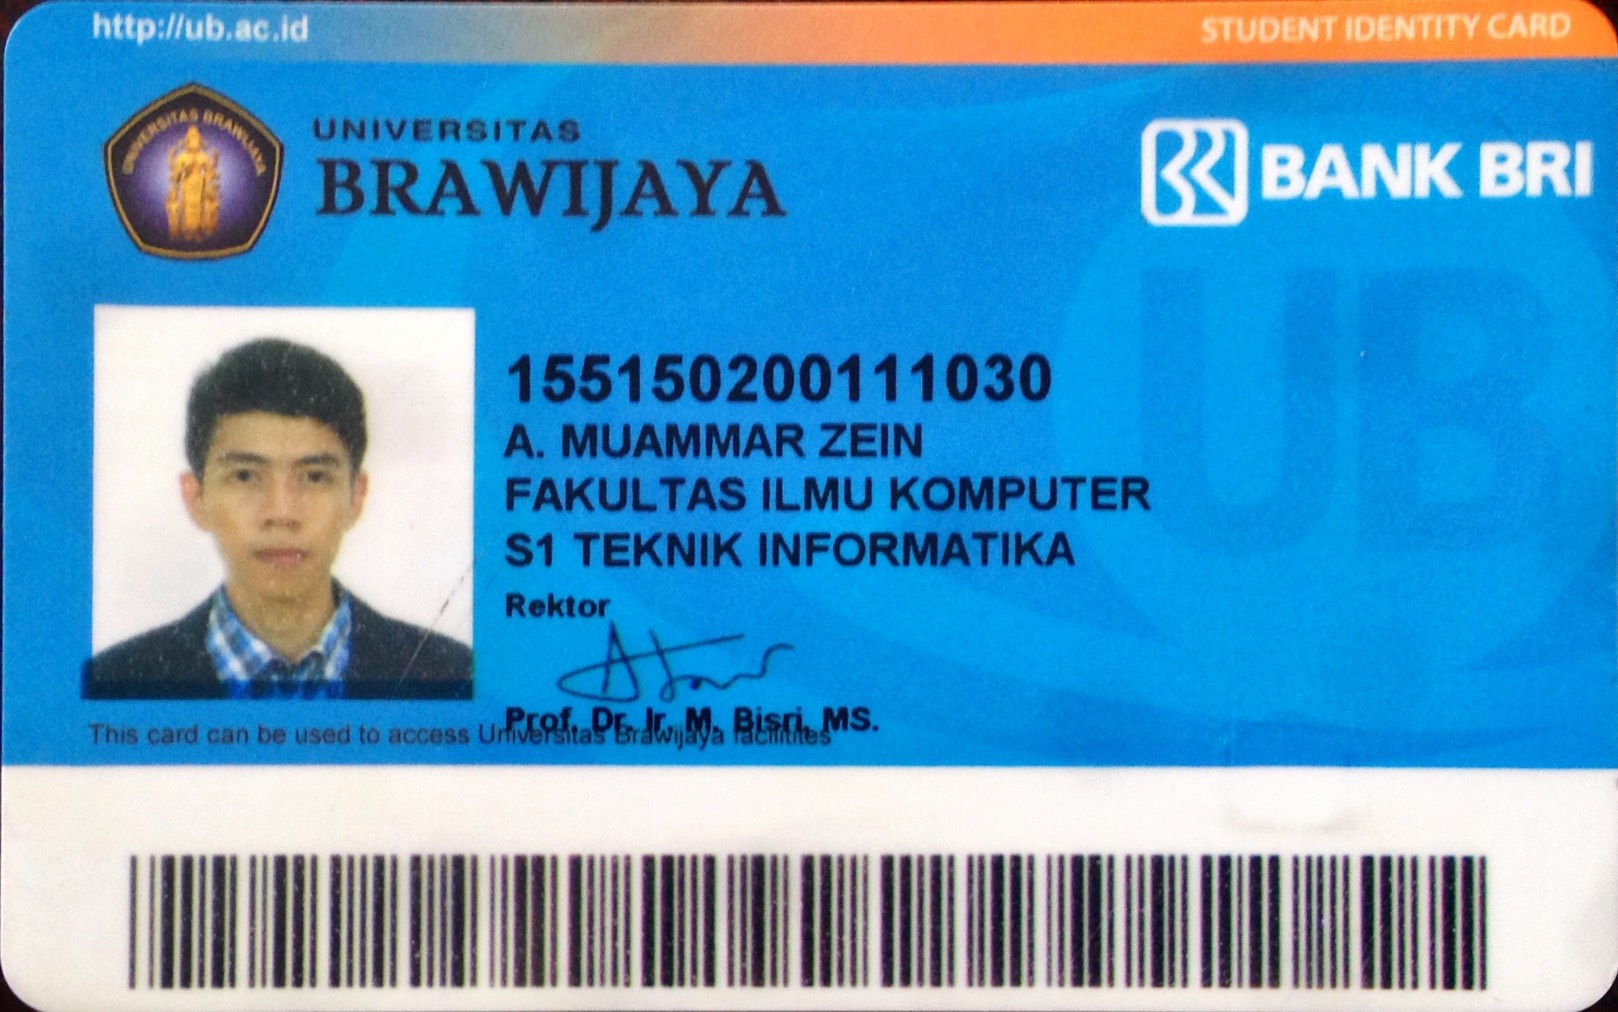 http://ub.ac.id
STUDENT IDENTITY CARD
UNIVERSITAS BRAWIJAYA
UNIVERSITAS
BRAWIJAYA
BANK BRI
UB
155150200111030
A. MUAMMAR ZEIN
FAKULTAS ILMU KOMPUTER
S1 TEKNIK INFORMATIKA
Rektor
Prof. Dr. Ir. M. Bisri, MS.
This card can be used to access Universitas Brawijaya facilitites